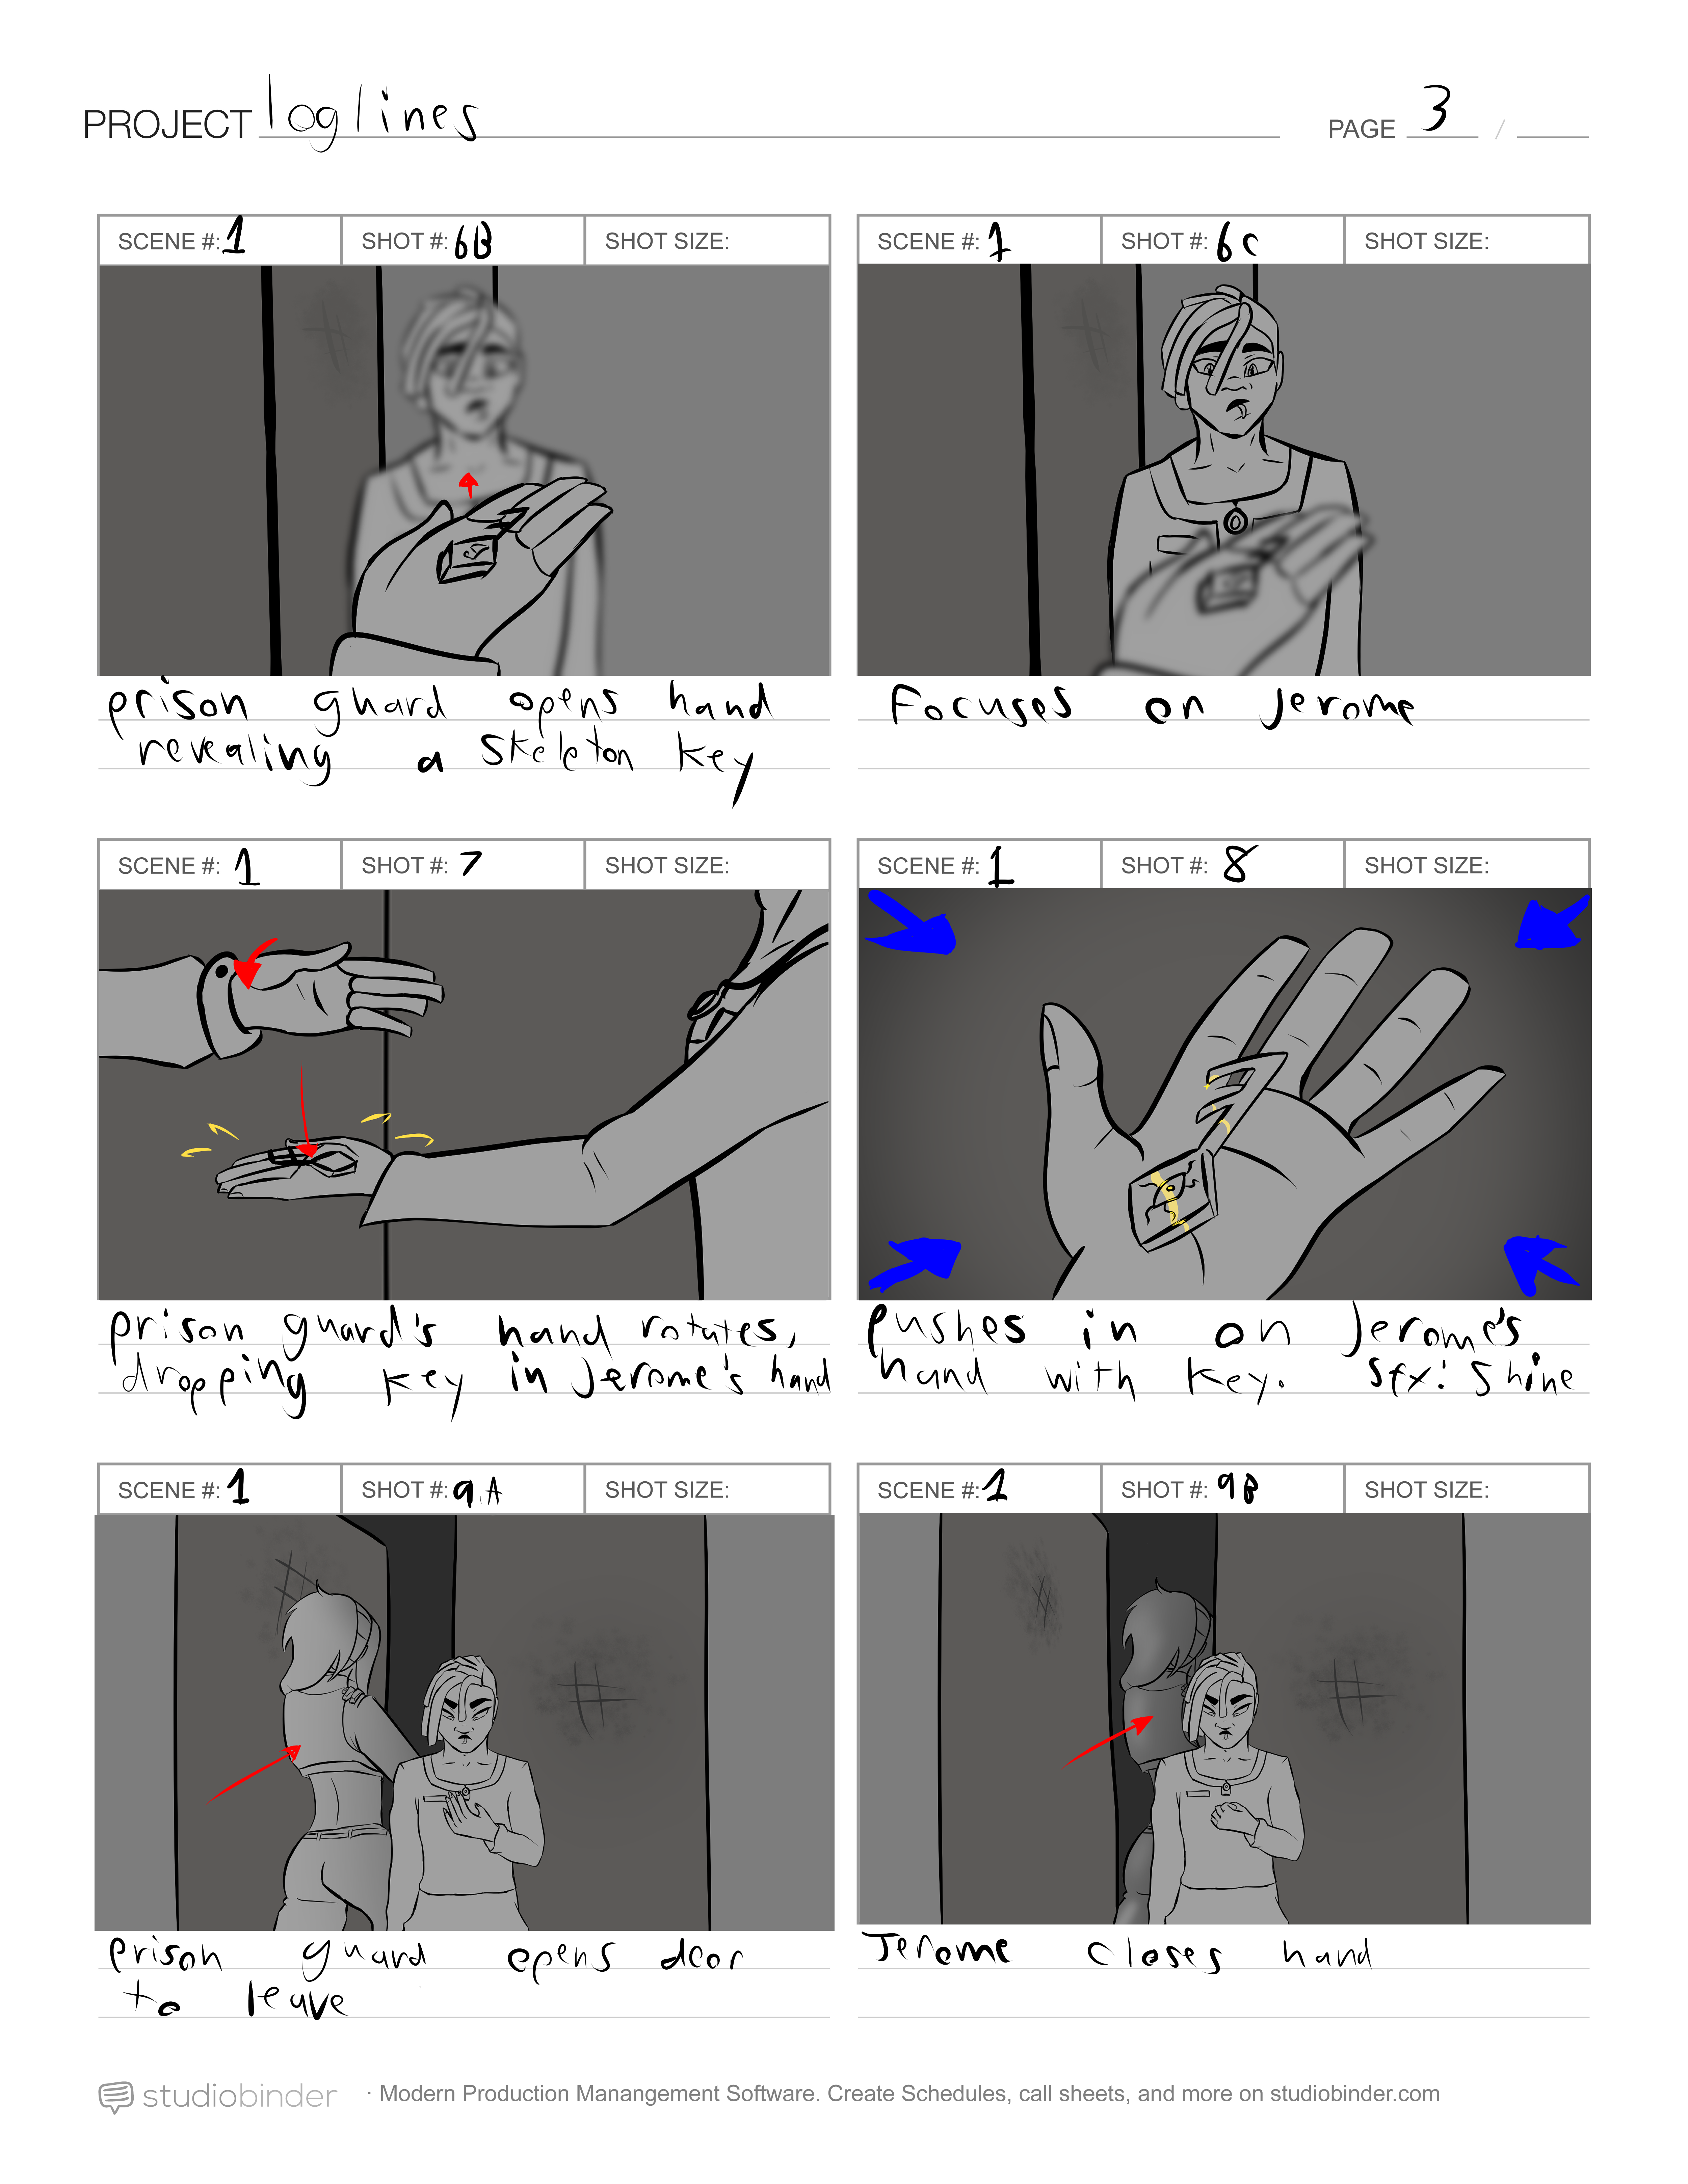 PROJECT loglines
PAGE 3 /
SCENE #: 1 SHOT #: 6B SHOT SIZE:
prison guard opens hand
revealing a skeleton key
SCENE #: 1 SHOT #: 6C SHOT SIZE:
Focuses on Jerome
SCENE #: 1 SHOT #: 7 SHOT SIZE:
prison guard's hand rotates,
dropping key in Jerome's hand
SCENE #: 1 SHOT #: 8 SHOT SIZE:
pushes in on Jerome's
hand with key. sfx: Shine
SCENE #: 1 SHOT #: 9A SHOT SIZE:
prison guard opens door
to leave
SCENE #: 1 SHOT #: 9B SHOT SIZE:
Jerome closes hand
studiobinder · Modern Production Manangement Software. Create Schedules, call sheets, and more on studiobinder.com